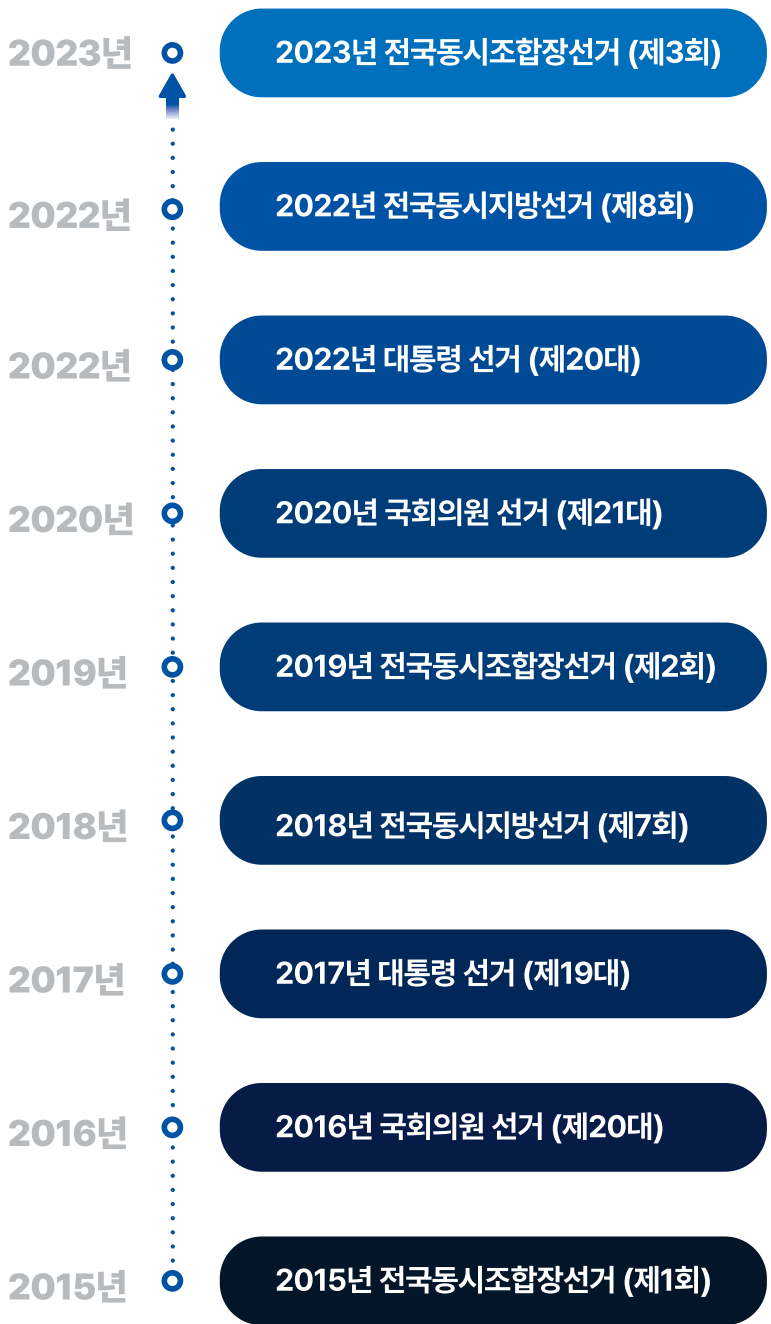 2023년
2023년 전국동시조합장선거 (제3회)
2022년
2022년 전국동시지방선거 (제8회)
2022년
2022년 대통령 선거 (제20대)
2020년
2020년 국회의원 선거 (제21대)
2019년
2019년 전국동시조합장선거 (제2회)
2018년
2018년 전국동시지방선거 (제7회)
2017년
2017년 대통령 선거 (제19대)
2016년
2016년 국회의원 선거 (제20대)
2015년
2015년 전국동시조합장선거 (제1회)